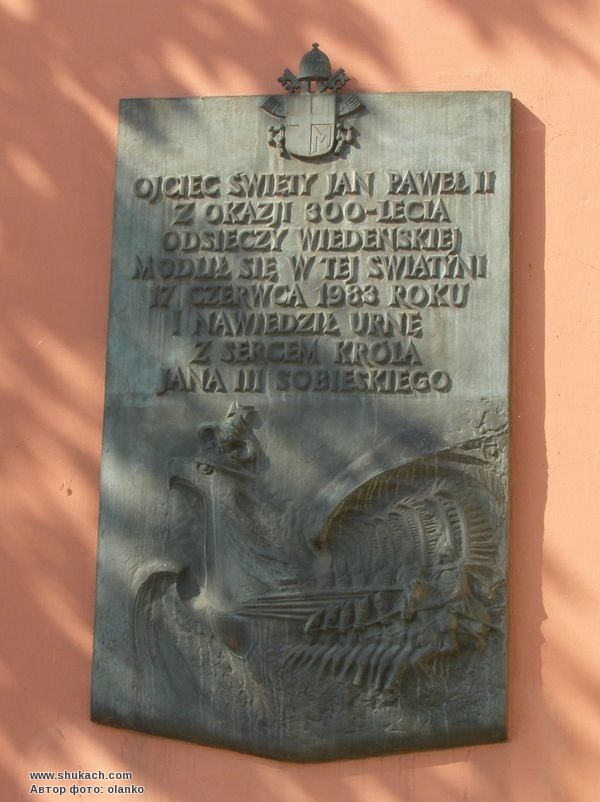 M
OJCIEC ŚWIĘTY JAN PAWEŁ II
Z OKAZJI 300-LECIA
ODSIECZY WIEDEŃSKIEJ
MODLIŁ SIĘ W TEJ ŚWIĄTYNI
17 CZERWCA 1983 ROKU
I NAWIEDZIŁ URNĘ
Z SERCEM KRÓLA
JANA III SOBIESKIEGO
www.shukach.com
Автор фото: olanko